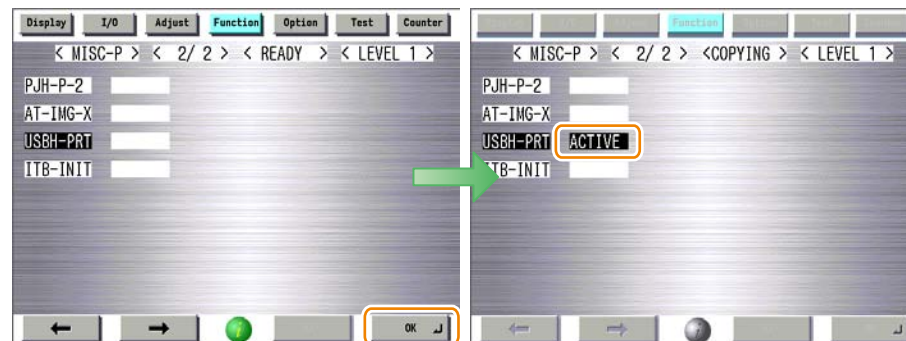 Display I/O Adjust Function Option Test Counter
< MISC-P > < 2/ 2 > < READY > < LEVEL 1 >
PJH-P-2
AT-IMG-X
USBH-PRT
ITB-INIT
OK
Function
< MISC-P > < 2/ 2 > <COPYING > < LEVEL 1 >
PJH-P-2
AT-IMG-X
USBH-PRT ACTIVE
ITB-INIT